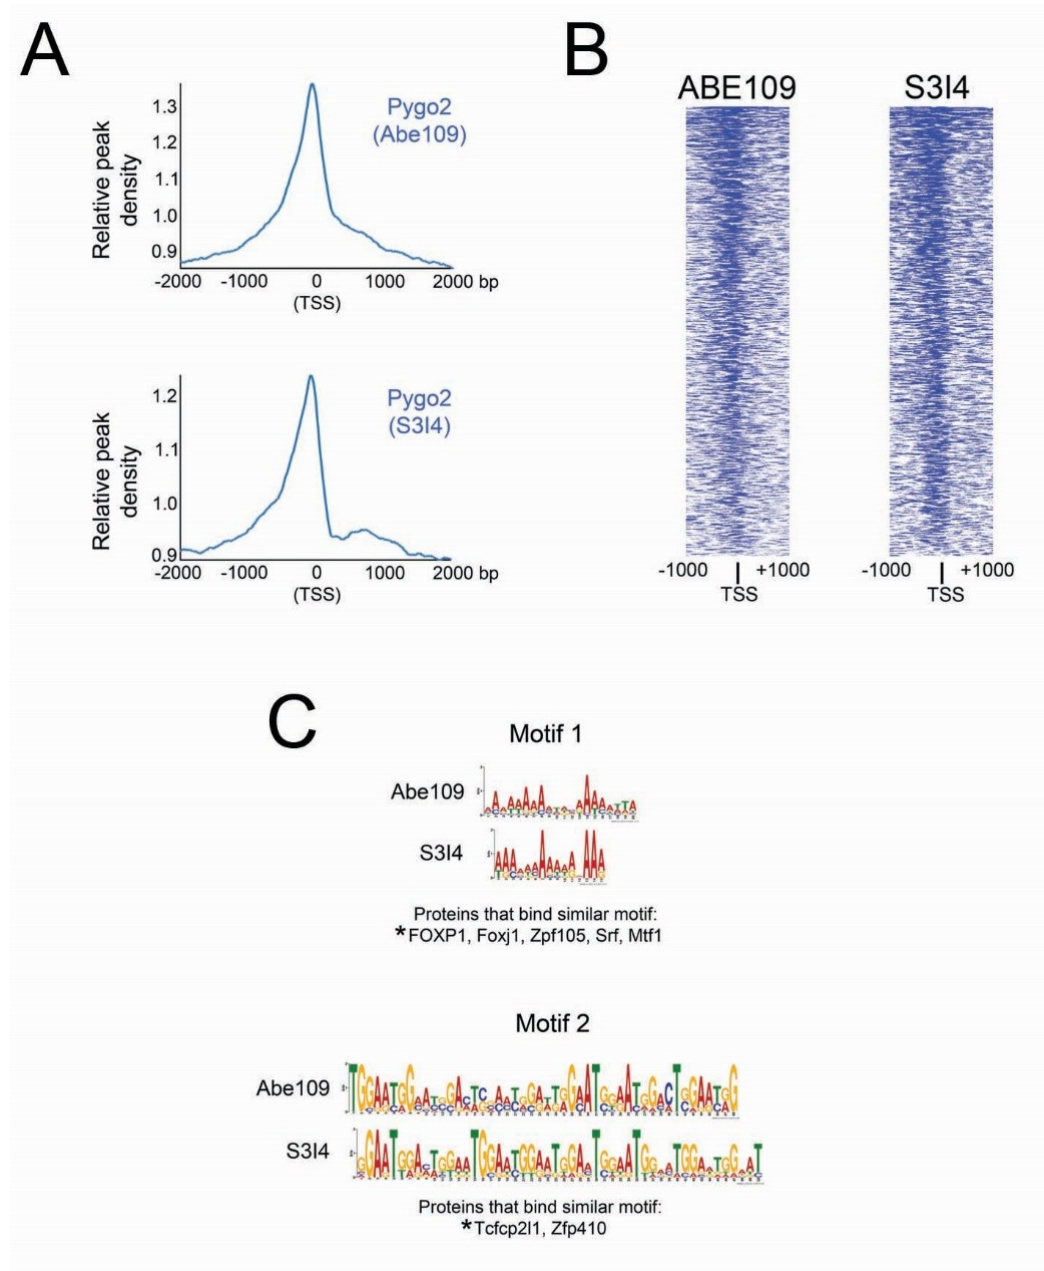 A
Relative peak
density
1.3
1.2
1.1
1.0
0.9
Pygo2
(Abe109)
-2000 -1000 0 1000 2000 bp
(TSS)
Relative peak
density
1.2
1.1
1.0
0.9
Pygo2
(S3I4)
-2000 -1000 0 1000 2000 bp
(TSS)
B
ABE109 S3I4
-1000 +1000 -1000 +1000
TSS TSS
C
Motif 1
Abe109
S3I4
Proteins that bind similar motif:
*FOXP1, Foxj1, Zpf105, Srf, Mtf1
Motif 2
Abe109
S3I4
Proteins that bind similar motif:
*Tcfcp2l1, Zfp410